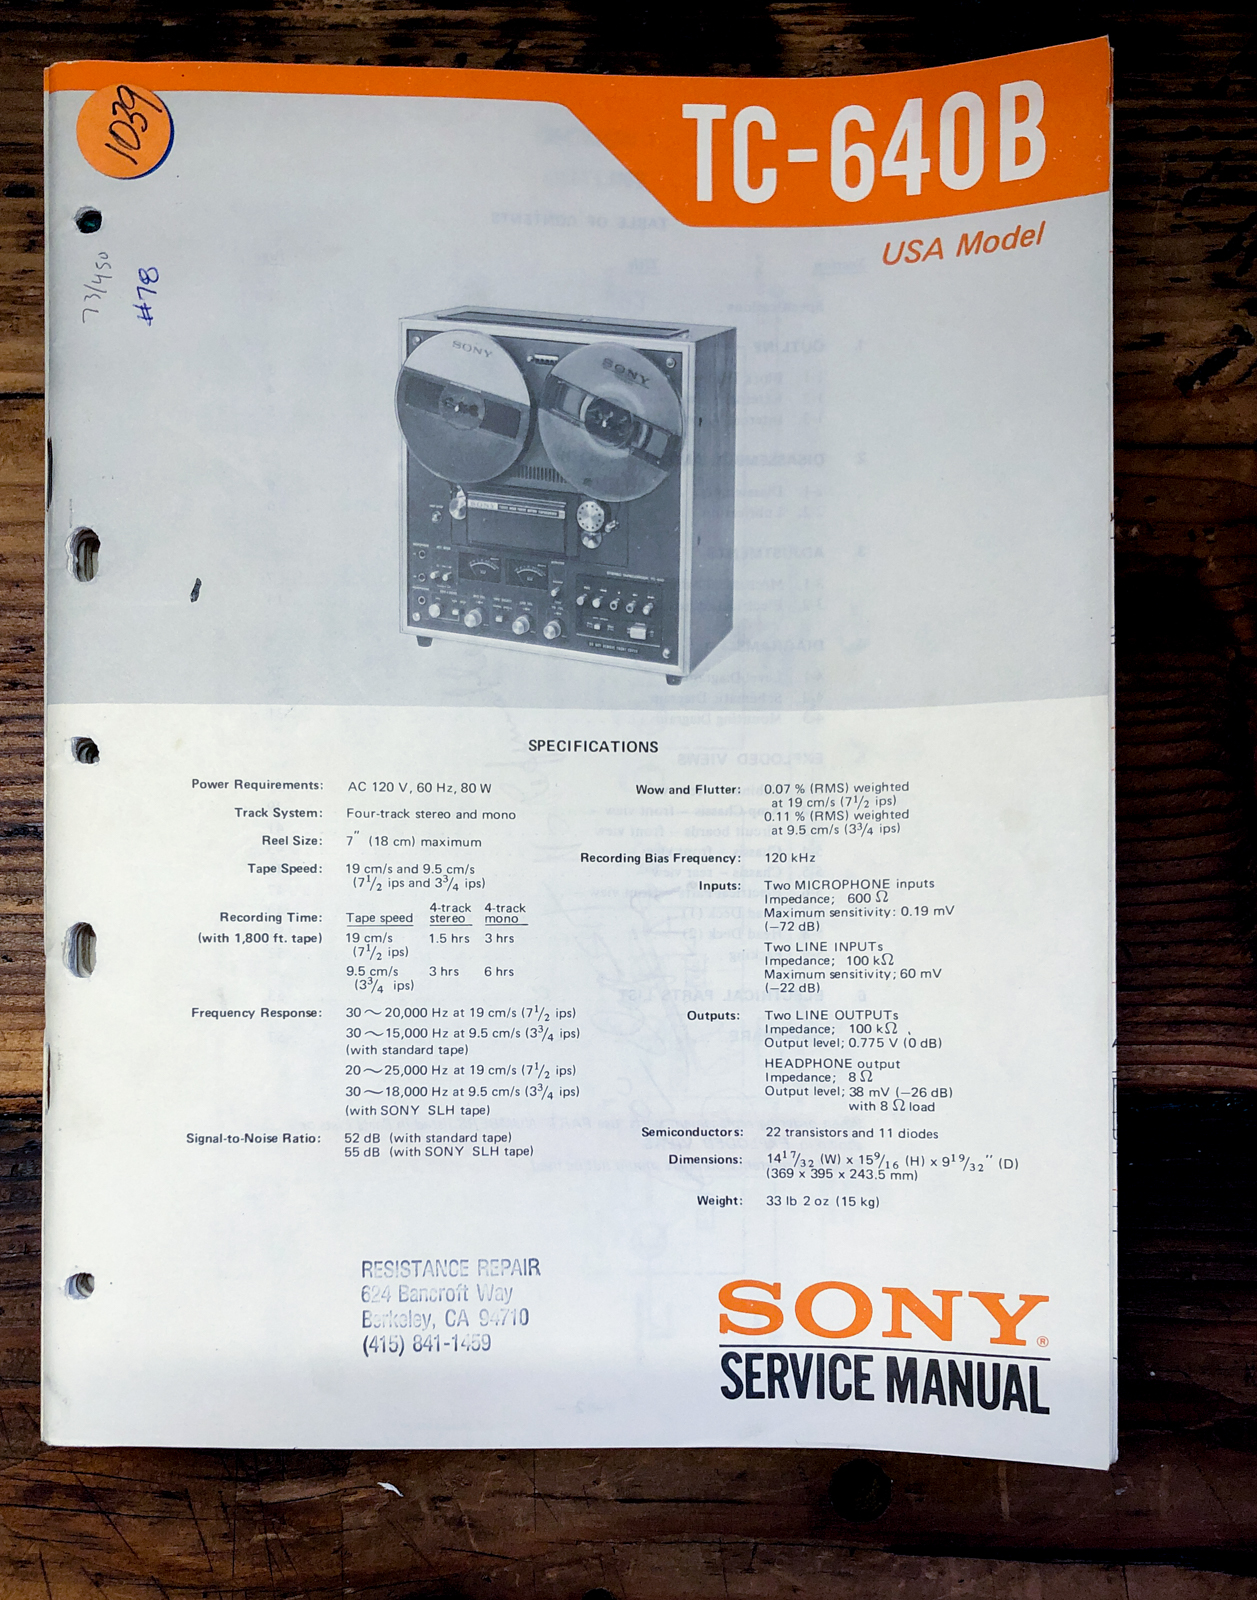 1039
TC-640B
USA Model
73/450
#78
SONY
SONY
SONY
SPECIFICATIONS
Power Requirements: AC 120 V, 60 Hz, 80 W
Track System: Four-track stereo and mono
Reel Size: 7″ (18 cm) maximum
Tape Speed: 19 cm/s and 9.5 cm/s
(7 1/2 ips and 3 3/4 ips)
Recording Time: Tape speed 4-track stereo 4-track mono
(with 1,800 ft. tape) 19 cm/s 1.5 hrs 3 hrs
(7 1/2 ips)
9.5 cm/s 3 hrs 6 hrs
(3 3/4 ips)
Frequency Response: 30～20,000 Hz at 19 cm/s (7 1/2 ips)
30～15,000 Hz at 9.5 cm/s (3 3/4 ips)
(with standard tape)
20～25,000 Hz at 19 cm/s (7 1/2 ips)
30～18,000 Hz at 9.5 cm/s (3 3/4 ips)
(with SONY SLH tape)
Signal-to-Noise Ratio: 52 dB (with standard tape)
55 dB (with SONY SLH tape)
Wow and Flutter: 0.07 % (RMS) weighted
at 19 cm/s (7 1/2 ips)
0.11 % (RMS) weighted
at 9.5 cm/s (3 3/4 ips)
Recording Bias Frequency: 120 kHz
Inputs: Two MICROPHONE inputs
Impedance; 600 Ω
Maximum sensitivity: 0.19 mV
(−72 dB)
Two LINE INPUTs
Impedance; 100 kΩ
Maximum sensitivity; 60 mV
(−22 dB)
Outputs: Two LINE OUTPUTs
Impedance; 100 kΩ
Output level; 0.775 V (0 dB)
HEADPHONE output
Impedance; 8 Ω
Output level; 38 mV (−26 dB)
with 8 Ω load
Semiconductors: 22 transistors and 11 diodes
Dimensions: 14 17/32 (W) x 15 9/16 (H) x 9 19/32″ (D)
(369 x 395 x 243.5 mm)
Weight: 33 lb 2 oz (15 kg)
RESISTANCE REPAIR
624 Bancroft Way
Berkeley, CA 94710
(415) 841-1459
SONY®
SERVICE MANUAL